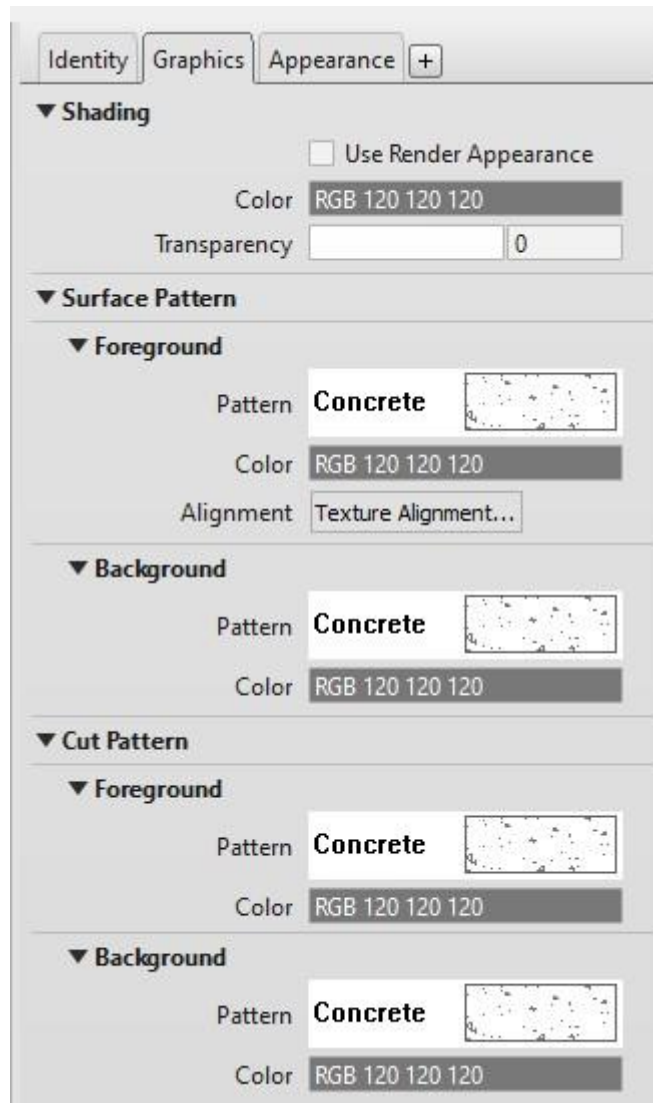 Identity Graphics Appearance +
Shading
Use Render Appearance
Color RGB 120 120 120
Transparency 0
Surface Pattern
Foreground
Pattern Concrete
Color RGB 120 120 120
Alignment Texture Alignment...
Background
Pattern Concrete
Color RGB 120 120 120
Cut Pattern
Foreground
Pattern Concrete
Color RGB 120 120 120
Background
Pattern Concrete
Color RGB 120 120 120